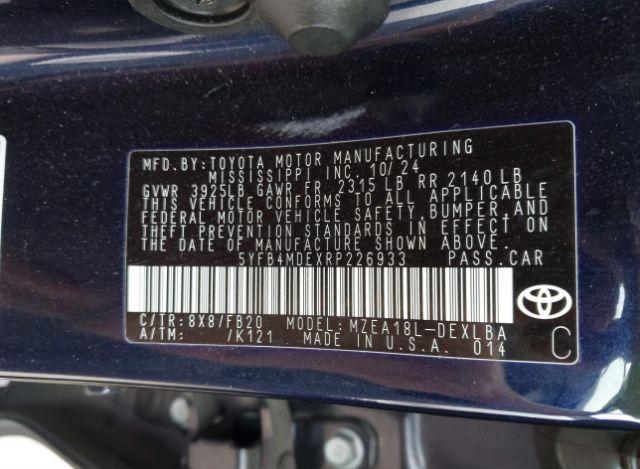 MFD. BY:TOYOTA MOTOR MANUFACTURING
MISSISSIPPI INC. 10/24
GVWR 3925LB GAWR FR 2315 LB RR 2140 LB
THIS VEHICLE CONFORMS TO ALL APPLICABLE
FEDERAL MOTOR VEHICLE SAFETY, BUMPER,AND
THEFT PREVENTION STANDARDS IN EFFECT ON
THE DATE OF MANUFACTURE SHOWN ABOVE.
5YFB4MDEXRP226933 PASS.CAR
C/TR:8X8/FB20 MODEL:MZEA18L-DEXLBA
A/TM: /K121 MADE IN U.S.A. 014
C